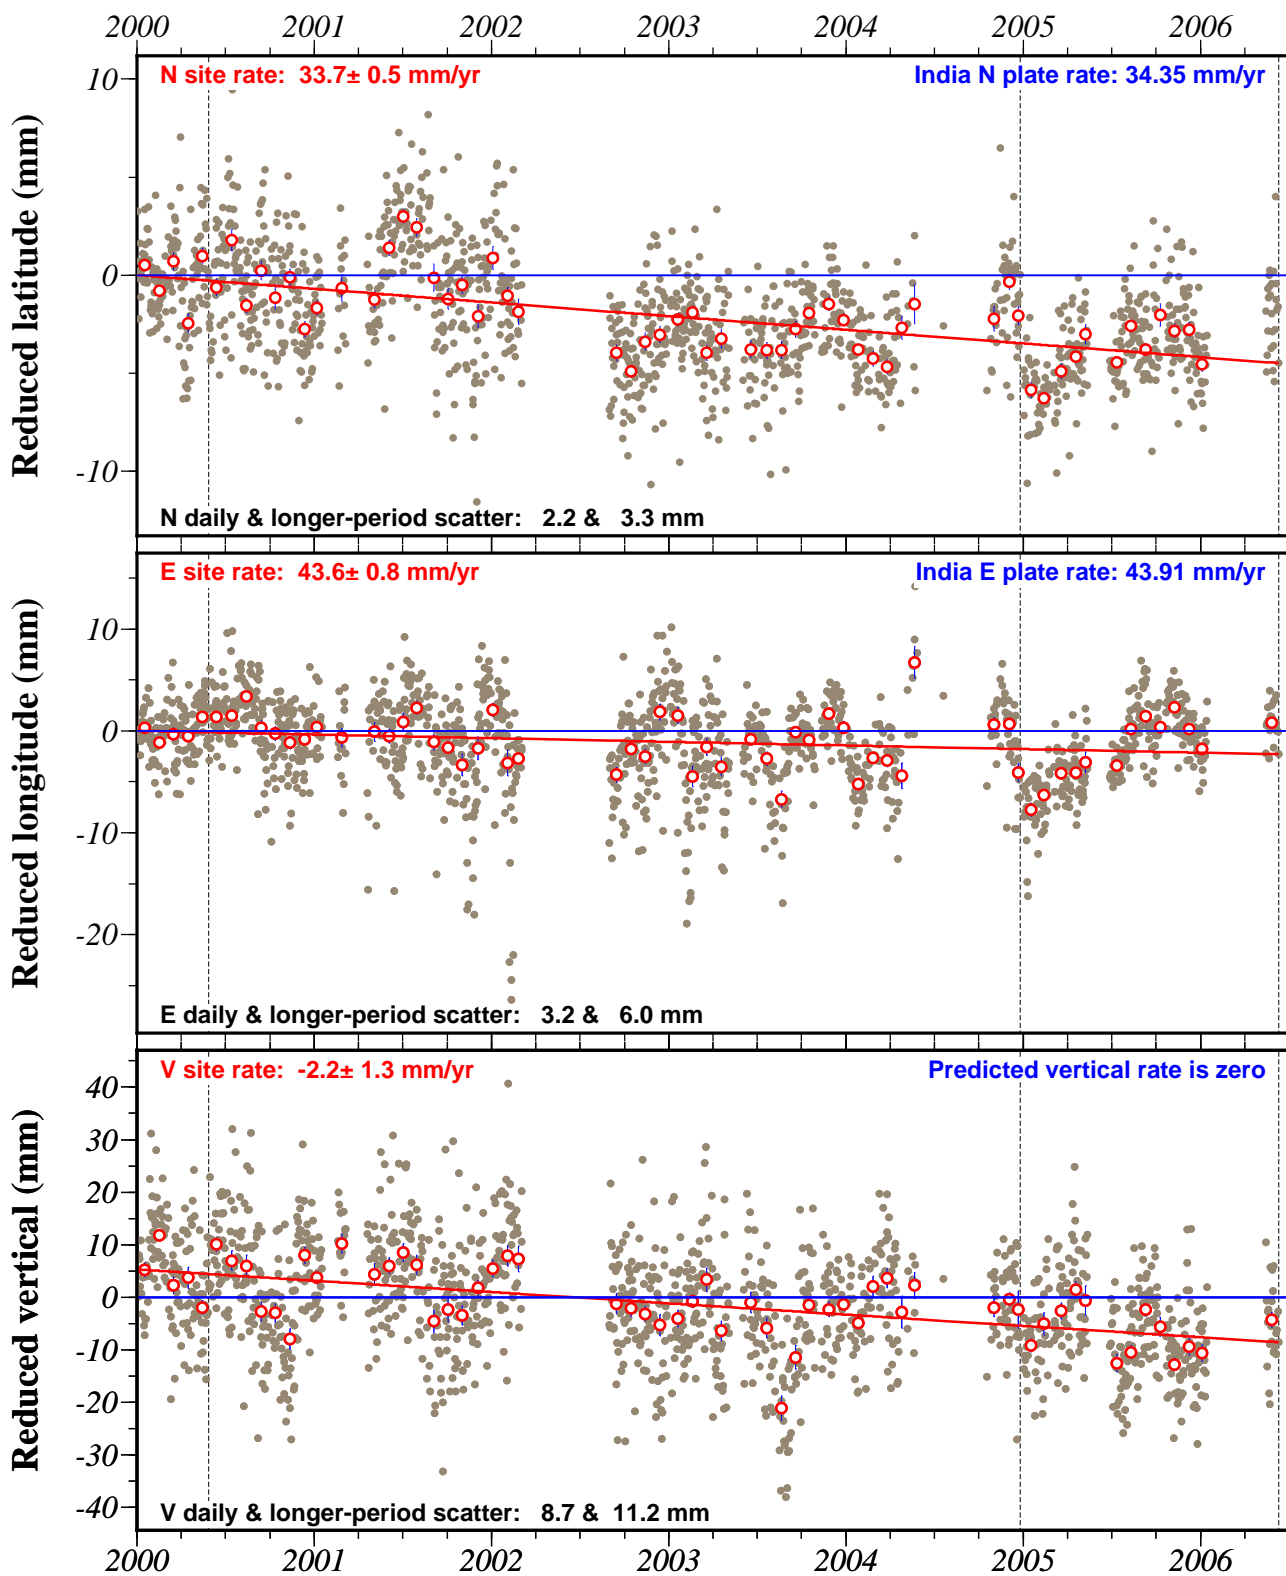 2000 2001 2002 2003 2004 2005 2006
N site rate: 33.7± 0.5 mm/yr India N plate rate: 34.35 mm/yr
10
0
-10
Reduced latitude (mm)
N daily & longer-period scatter: 2.2 & 3.3 mm
E site rate: 43.6± 0.8 mm/yr India E plate rate: 43.91 mm/yr
10
0
-10
-20
Reduced longitude (mm)
E daily & longer-period scatter: 3.2 & 6.0 mm
V site rate: -2.2± 1.3 mm/yr Predicted vertical rate is zero
40
30
20
10
0
-10
-20
-30
-40
Reduced vertical (mm)
V daily & longer-period scatter: 8.7 & 11.2 mm
2000 2001 2002 2003 2004 2005 2006